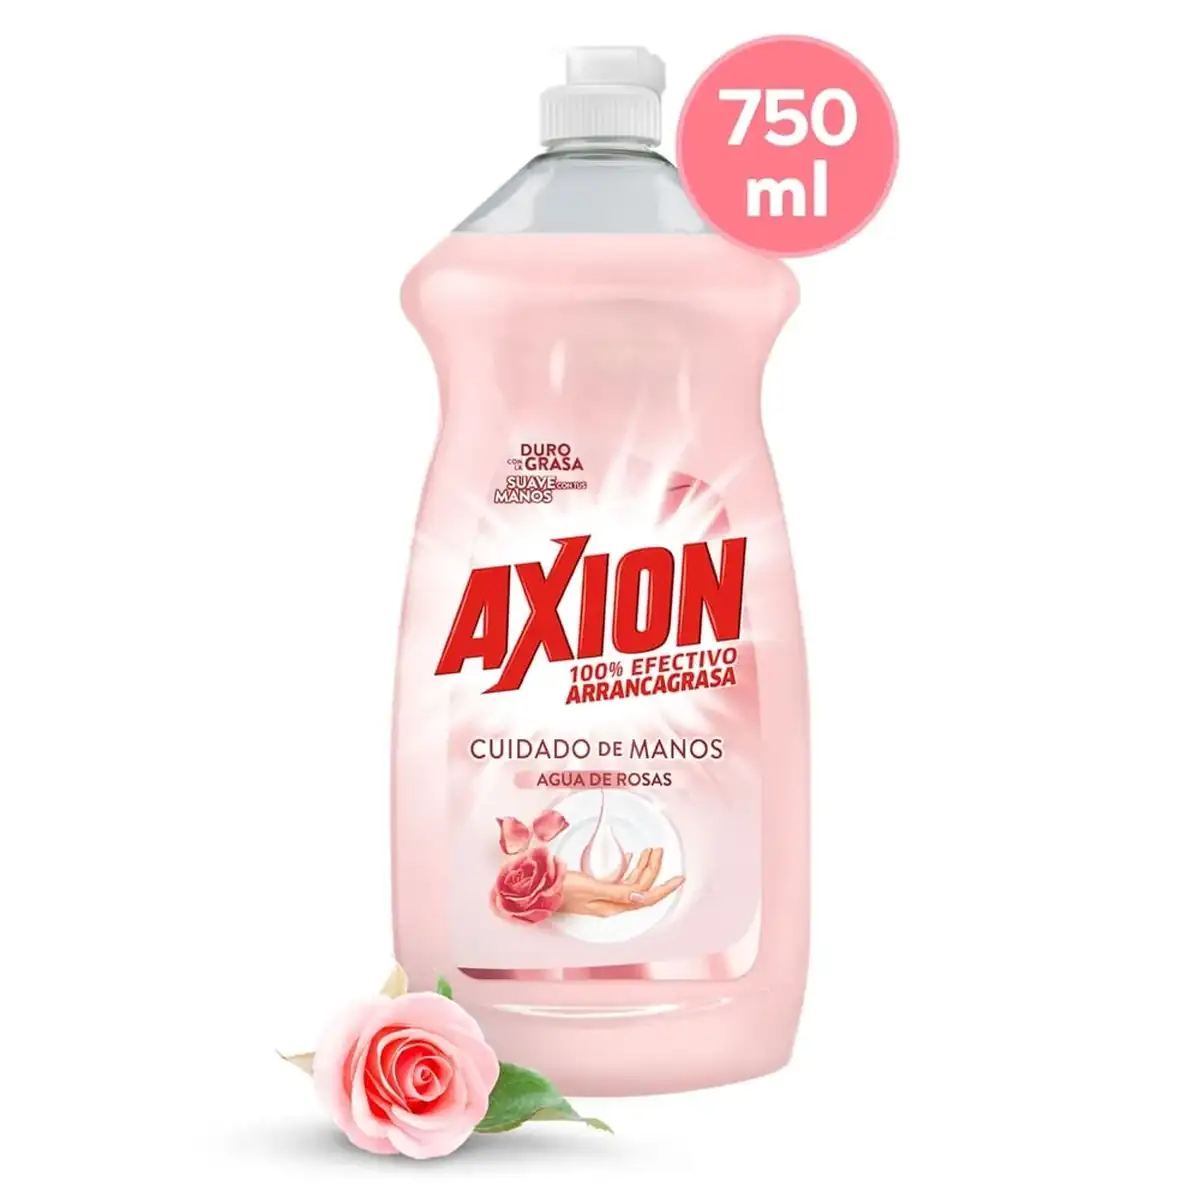 750
ml
DURO
CON LA GRASA
SUAVE CON TUS
MANOS
AXION
100% EFECTIVO
ARRANCAGRASA
CUIDADO DE MANOS
AGUA DE ROSAS